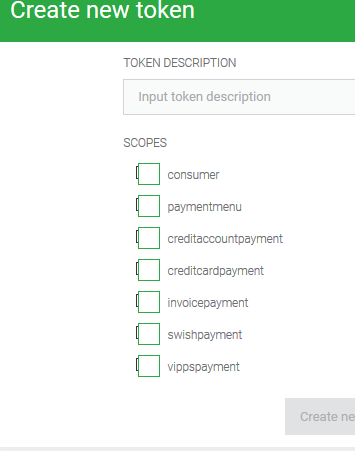 Create new token
TOKEN DESCRIPTION
Input token description
SCOPES
consumer
paymentmenu
creditaccountpayment
creditcardpayment
invoicepayment
swishpayment
vippspayment
Create ne